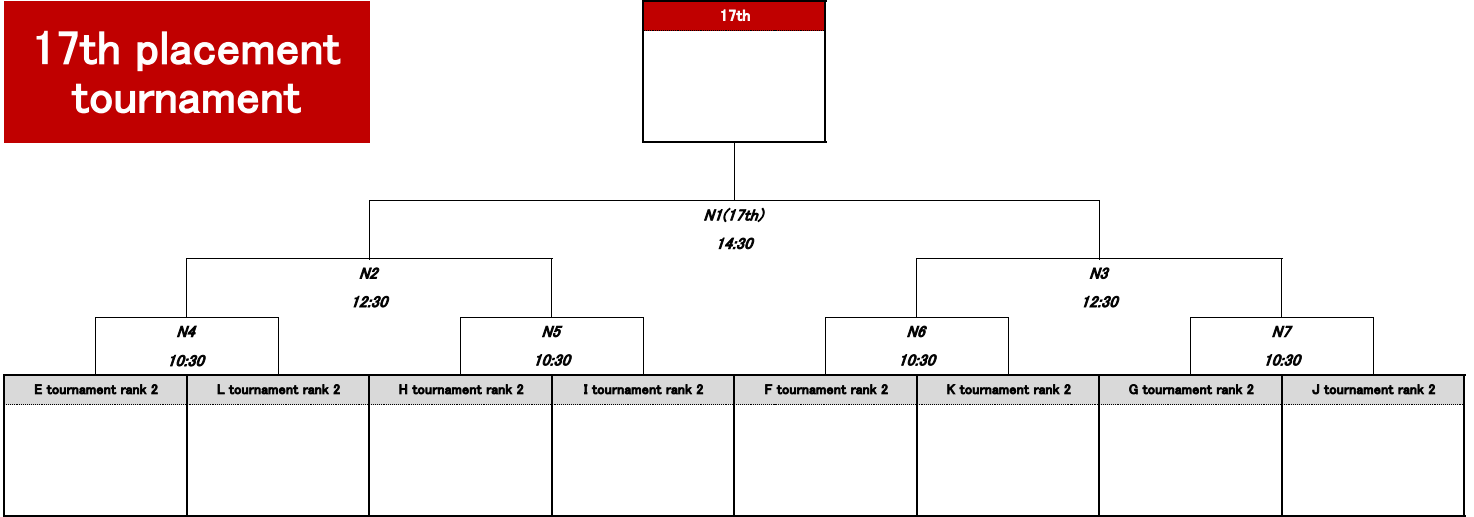 17th placement
tournament
17th
N1(17th)
14:30
N2
N3
12:30
12:30
N4
N5
N6
N7
10:30
10:30
10:30
10:30
E tournament rank 2
L tournament rank 2
H tournament rank 2
I tournament rank 2
F tournament rank 2
K tournament rank 2
G tournament rank 2
J tournament rank 2